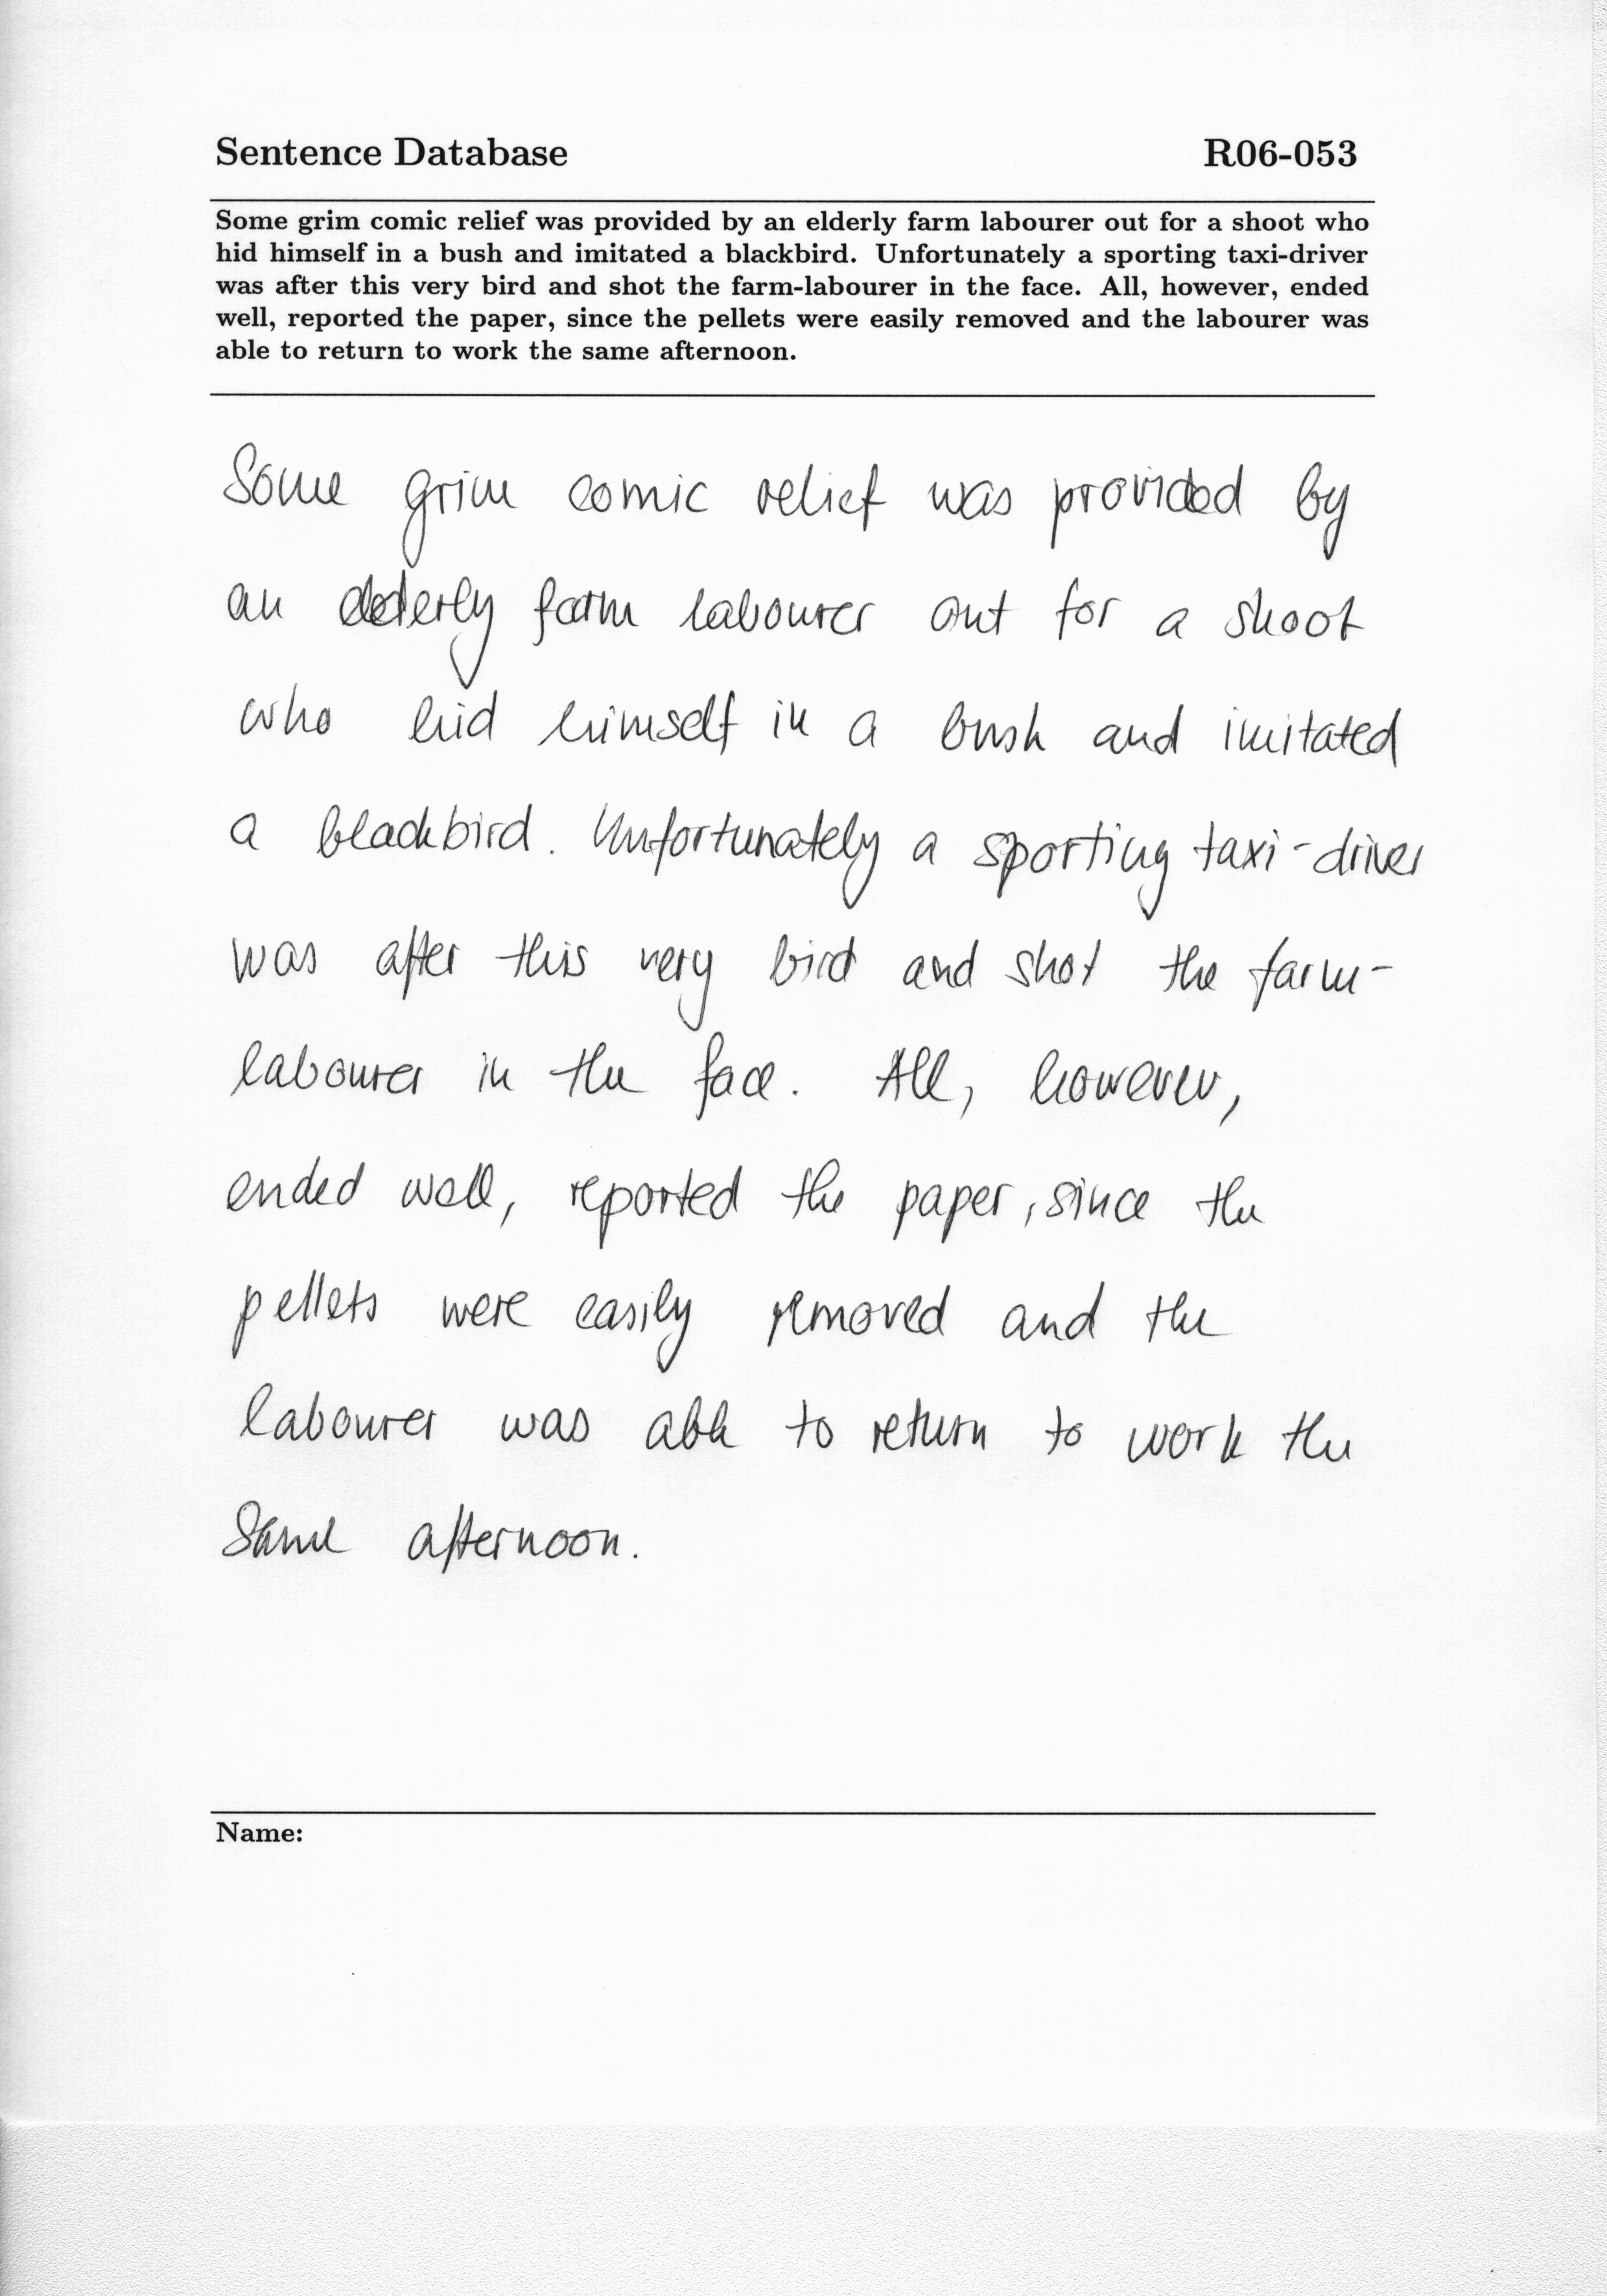 Sentence Database R06-053
Some grim comic relief was provided by an elderly farm labourer out for a shoot who
hid himself in a bush and imitated a blackbird. Unfortunately a sporting taxi-driver
was after this very bird and shot the farm-labourer in the face. All, however, ended
well, reported the paper, since the pellets were easily removed and the labourer was
able to return to work the same afternoon.
Some grim comic relief was provided by
an elderly farm labourer out for a shoot
who hid himself in a bush and imitated
a blackbird. Unfortunately a sporting taxi-driver
was after this very bird and shot the farm-
labourer in the face. All, however,
ended well, reported the paper, since the
pellets were easily removed and the
labourer was able to return to work the
same afternoon.
Name: